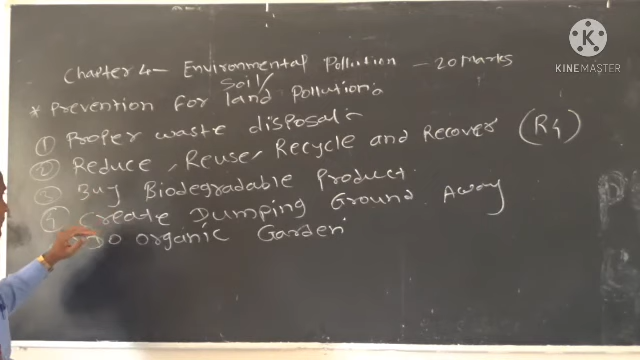 Chapter 4- Environmental Pollution - 20 Marks
soil/
* Prevention for land Pollution:
① Proper waste disposal:-
② Reduce, Reuse, Recycle and Recover (R4)
③ Buy Biodegradable Product.
④ Create Dumping Ground Away
Do Organic Garden
K
KINEMASTER